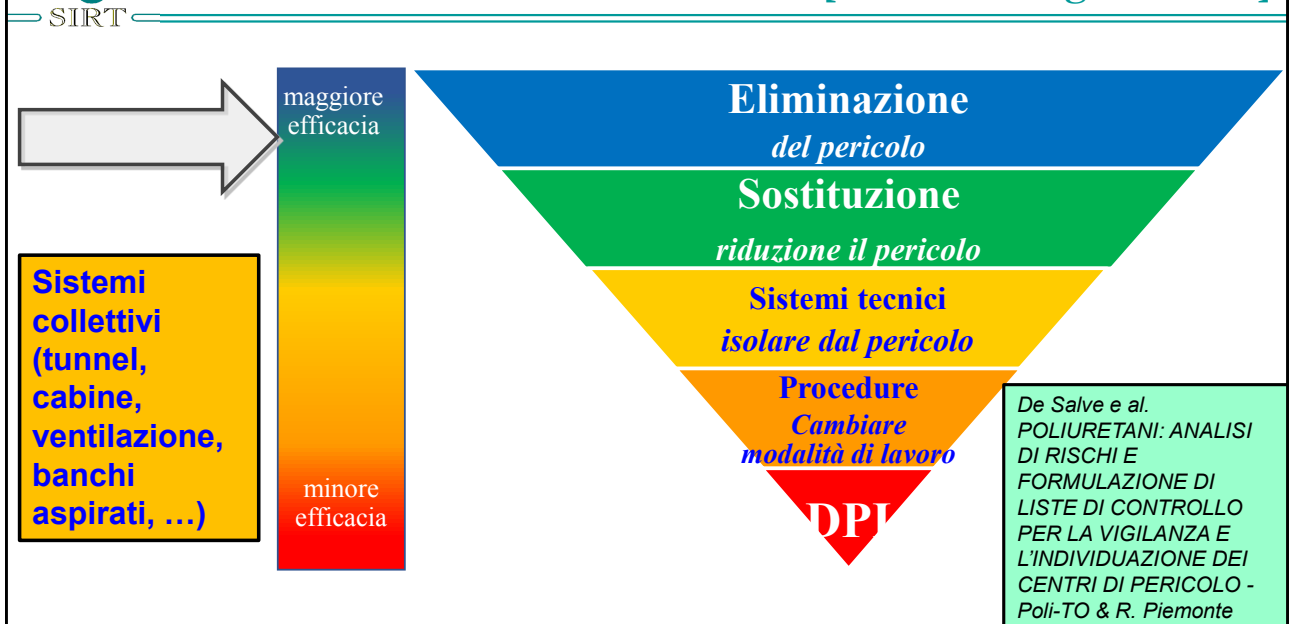 SIRT
maggiore
efficacia
minore
efficacia
Eliminazione
del pericolo
Sostituzione
riduzione il pericolo
Sistemi tecnici
isolare dal pericolo
Procedure
Cambiare
modalità di lavoro
DPI
Sistemi
collettivi
(tunnel,
cabine,
ventilazione,
banchi
aspirati, …)
De Salve e al.
POLIURETANI: ANALISI
DI RISCHI E
FORMULAZIONE DI
LISTE DI CONTROLLO
PER LA VIGILANZA E
L'INDIVIDUAZIONE DEI
CENTRI DI PERICOLO -
Poli-TO & R. Piemonte